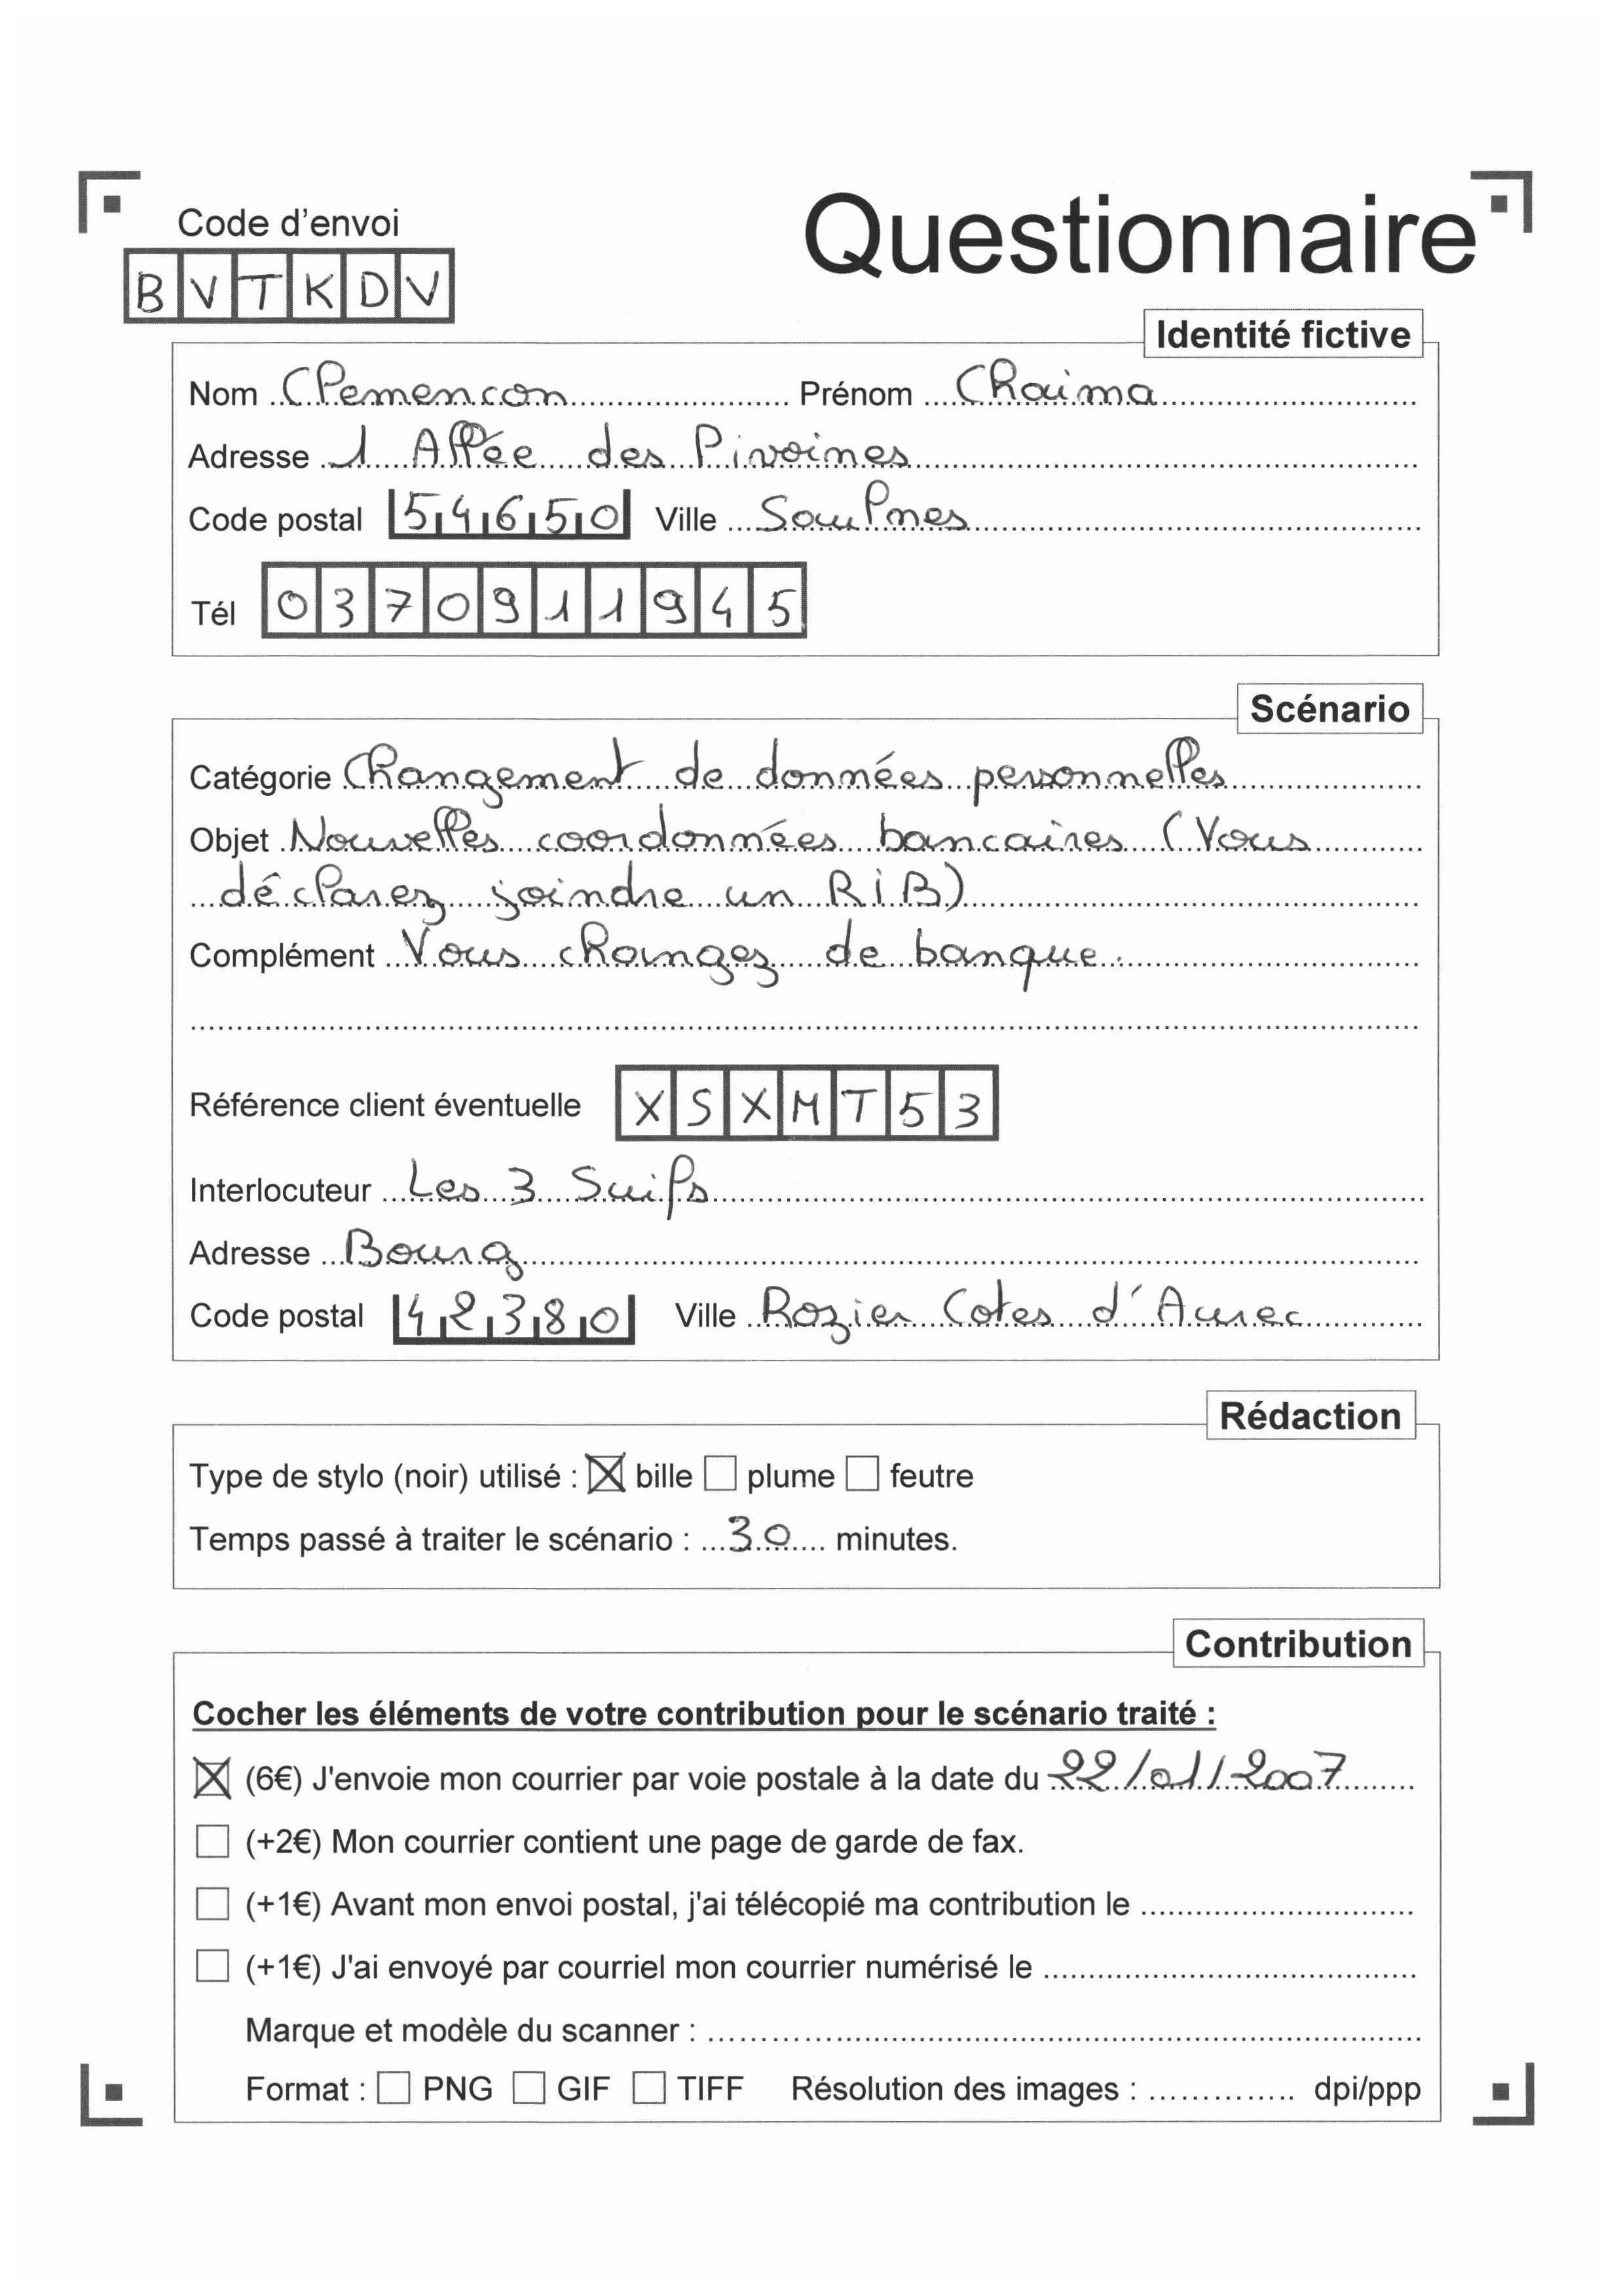 Code d'envoi
BVTKDV
Questionnaire
Identité fictive
Nom Clemencon Prénom Chaima
Adresse 1 Allée des Pivoines
Code postal 54650 Ville Saulnes
Tél 0370911945
Scénario
Catégorie Changement de données personnelles
Objet Nouvelles coordonnées bancaires (Vous
déclarez joindre un RIB)
Complément Vous changez de banque.
Référence client éventuelle XSXMT53
Interlocuteur Les 3 Suifs
Adresse Bourg
Code postal 42380 Ville Rozier Cotes d'Aurec
Rédaction
Type de stylo (noir) utilisé : ☒ bille ☐ plume ☐ feutre
Temps passé à traiter le scénario : 30 minutes.
Contribution
Cocher les éléments de votre contribution pour le scénario traité :
☒ (6€) J'envoie mon courrier par voie postale à la date du 22/01/2007
☐ (+2€) Mon courrier contient une page de garde de fax.
☐ (+1€) Avant mon envoi postal, j'ai télécopié ma contribution le
☐ (+1€) J'ai envoyé par courriel mon courrier numérisé le
Marque et modèle du scanner :
Format : ☐ PNG ☐ GIF ☐ TIFF Résolution des images : dpi/ppp